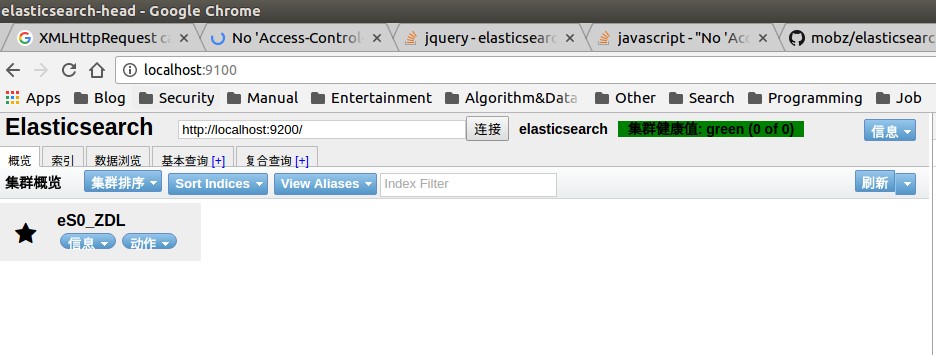 elasticsearch-head - Google Chrome
XMLHttpRequest ca No 'Access-Control jquery - elasticsearc javascript - "No 'Acc mobz/elasticsearc
localhost:9100
Apps Blog Security Manual Entertainment Algorithm&Data Other Search Programming Job
Elasticsearch http://localhost:9200/ 连接 elasticsearch 集群健康值: green (0 of 0) 信息
概览 索引 数据浏览 基本查询 [+] 复合查询 [+]
集群概览 集群排序 Sort Indices View Aliases Index Filter 刷新
eS0_ZDL
信息 动作